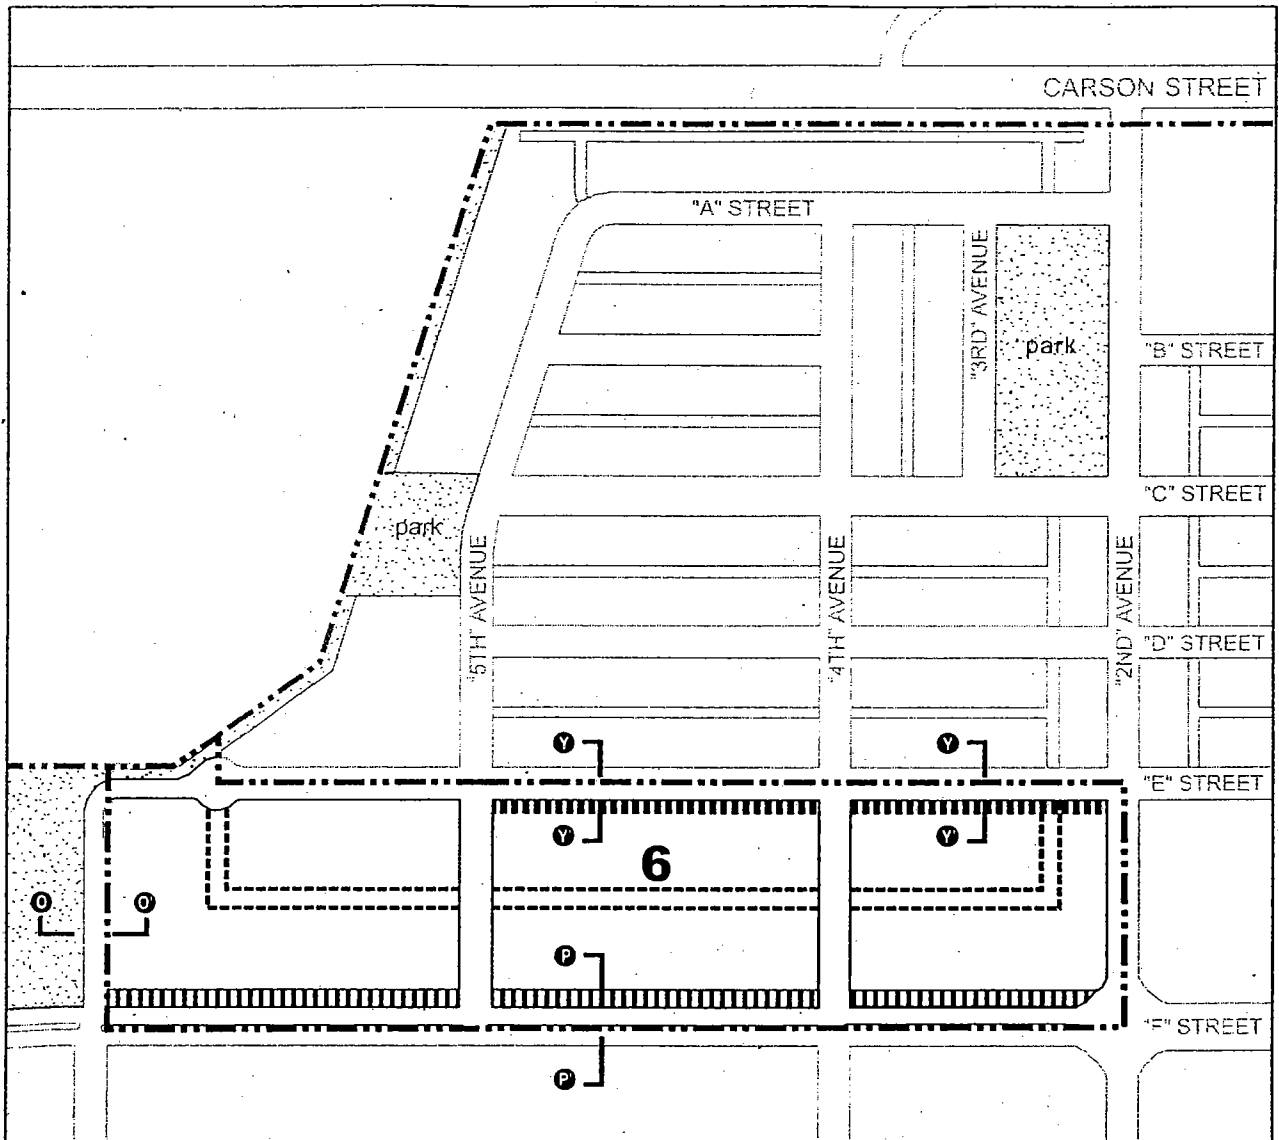 CARSON STREET
"A" STREET
"3RD" AVENUE
park
"B" STREET
"C" STREET
park
"5TH" AVENUE
"4TH" AVENUE
"2ND" AVENUE
"D" STREET
Y
Y
"E" STREET
Y'
Y'
6
O
O'
P
"F" STREET
P'